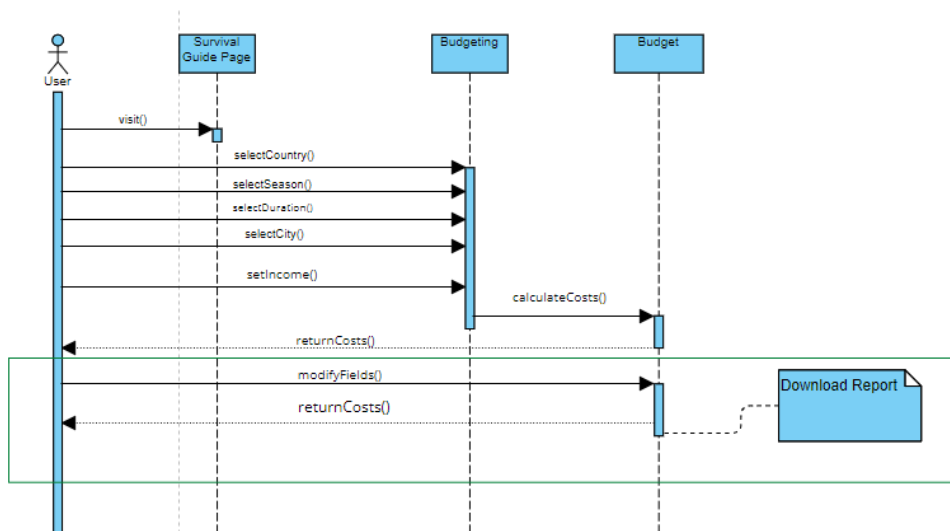 Survival
Guide Page
Budgeting
Budget
User
visit()
selectCountry()
selectSeason()
selectDuration()
selectCity()
setIncome()
calculateCosts()
returnCosts()
modifyFields()
Download Report
returnCosts()